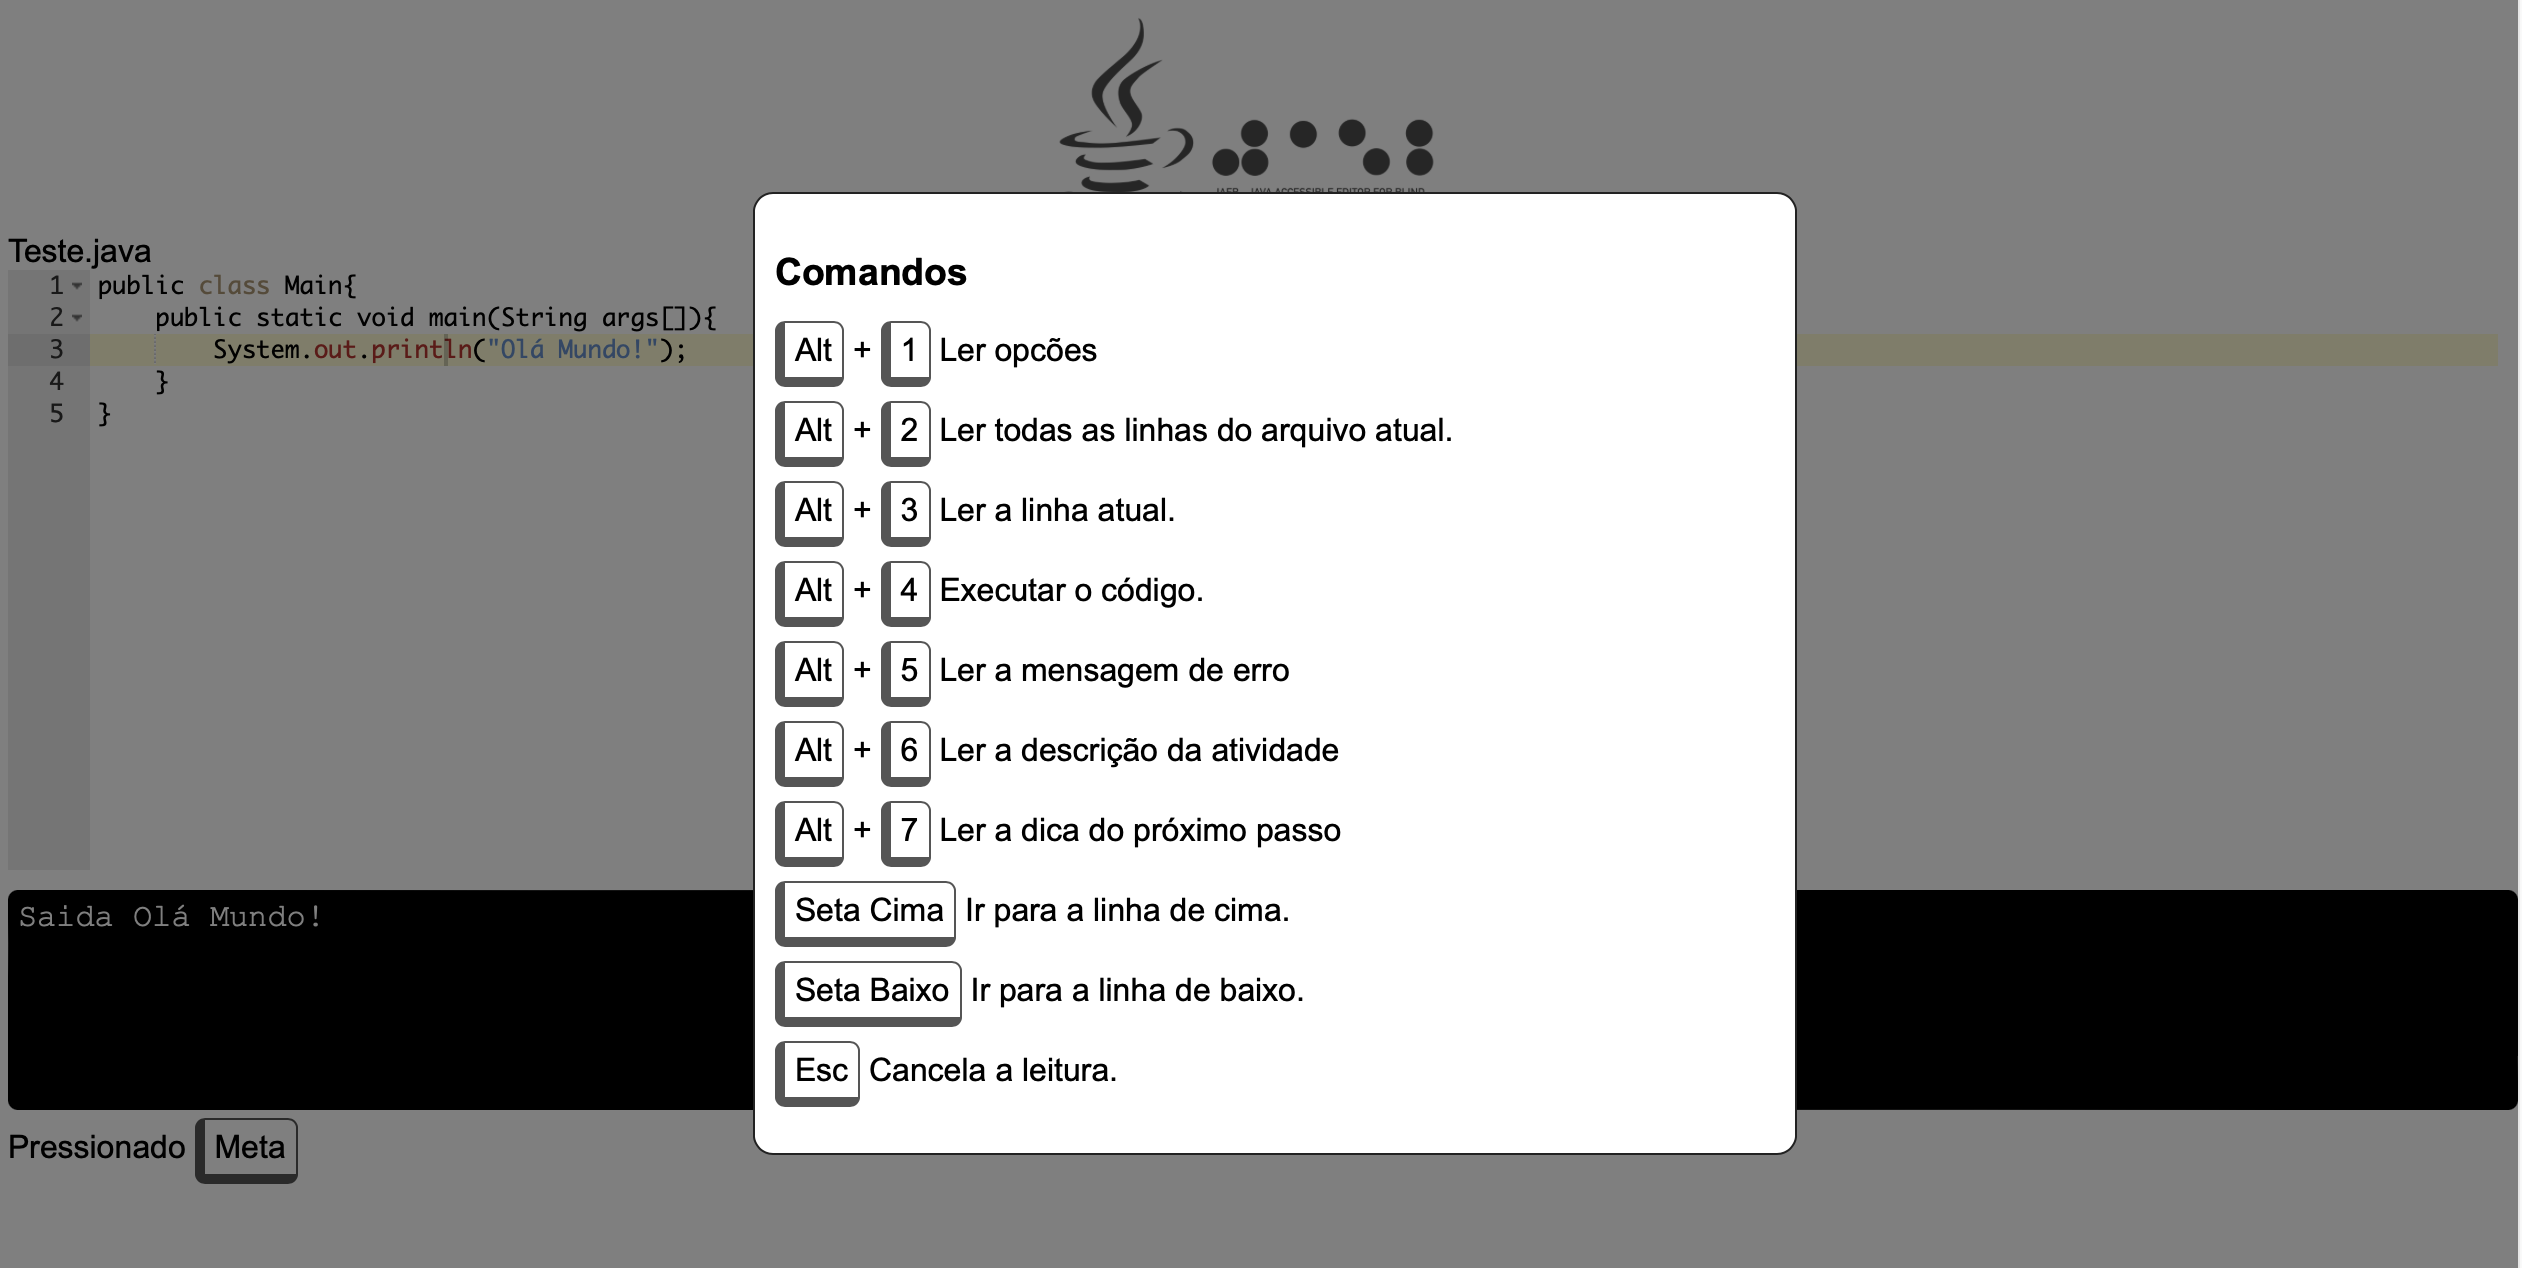 JAEB - JAVA ACCESSIBLE EDITOR FOR BLIND
Teste.java
1 public class Main{
2 public static void main(String args[]){
3 System.out.println("Olá Mundo!");
4 }
5 }
Comandos
Alt + 1 Ler opcões
Alt + 2 Ler todas as linhas do arquivo atual.
Alt + 3 Ler a linha atual.
Alt + 4 Executar o código.
Alt + 5 Ler a mensagem de erro
Alt + 6 Ler a descrição da atividade
Alt + 7 Ler a dica do próximo passo
Seta Cima Ir para a linha de cima.
Seta Baixo Ir para a linha de baixo.
Esc Cancela a leitura.
Saida Olá Mundo!
Pressionado Meta